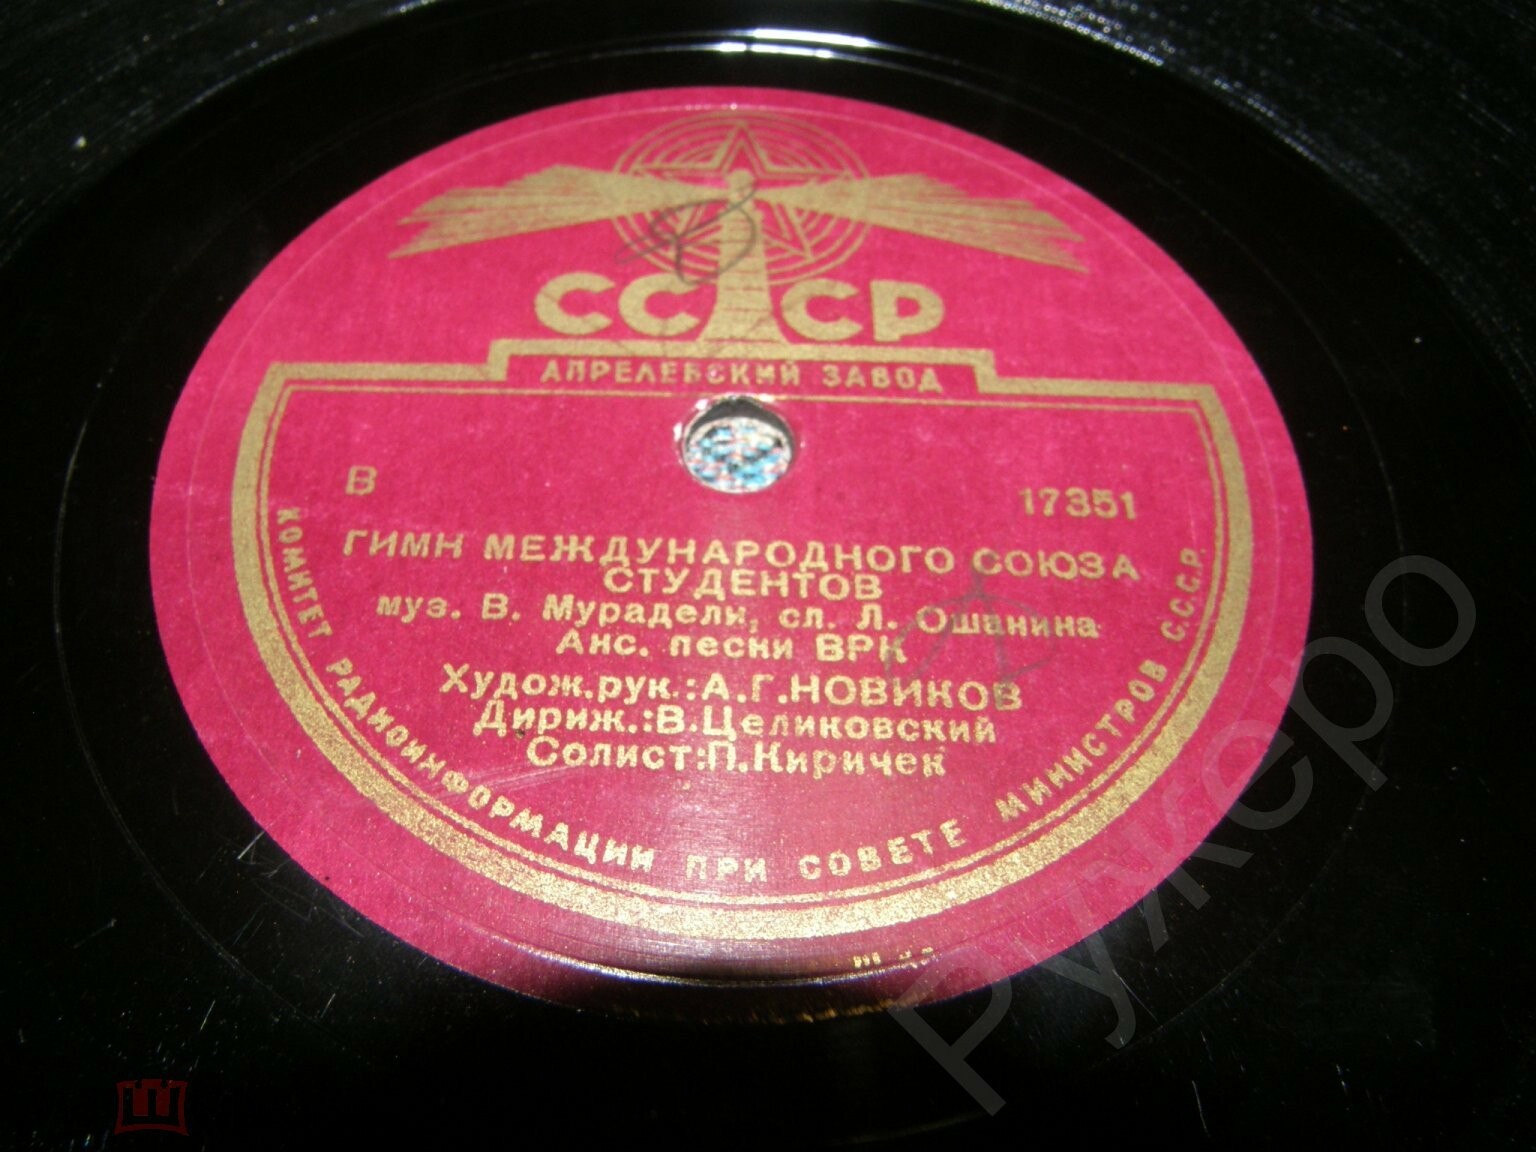 СССР
АПРЕЛЕВСКИЙ ЗАВОД
В 17351
ГИМН МЕЖДУНАРОДНОГО СОЮЗА
СТУДЕНТОВ
муз. В. Мурадели, сл. Л. Ошанина
Анс. песни ВРК
Худож.рук.:А.Г.НОВИКОВ
Дириж.:В.Целиковский
Солист:П.Киричек
КОМИТЕТ РАДИОИНФОРМАЦИИ ПРИ СОВЕТЕ МИНИСТРОВ С.С.С.Р.
Ружеро